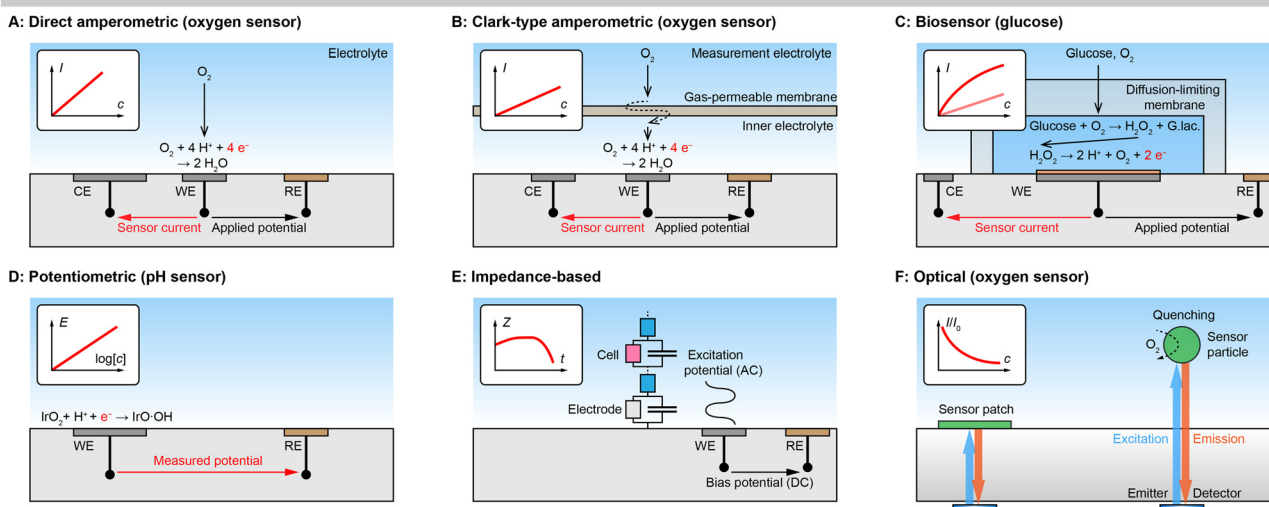 A: Direct amperometric (oxygen sensor)
Electrolyte
I
c
O₂
O₂ + 4 H⁺ + 4 e⁻
→ 2 H₂O
CE
WE
RE
Sensor current
Applied potential
B: Clark-type amperometric (oxygen sensor)
O₂
Measurement electrolyte
I
c
Gas-permeable membrane
Inner electrolyte
O₂ + 4 H⁺ + 4 e⁻
→ 2 H₂O
CE
WE
RE
Sensor current
Applied potential
C: Biosensor (glucose)
Glucose, O₂
I
c
Diffusion-limiting
membrane
Glucose + O₂ → H₂O₂ + G.lac.
H₂O₂ → 2 H⁺ + O₂ + 2 e⁻
CE
WE
RE
Sensor current
Applied potential
D: Potentiometric (pH sensor)
E
log[c]
IrO₂ + H⁺ + e⁻ → IrO·OH
WE
RE
Measured potential
E: Impedance-based
Z
t
Cell
Electrode
Excitation
potential (AC)
WE
RE
Bias potential (DC)
F: Optical (oxygen sensor)
I/I₀
c
Quenching
O₂
Sensor
particle
Sensor patch
Excitation
Emission
Emitter
Detector